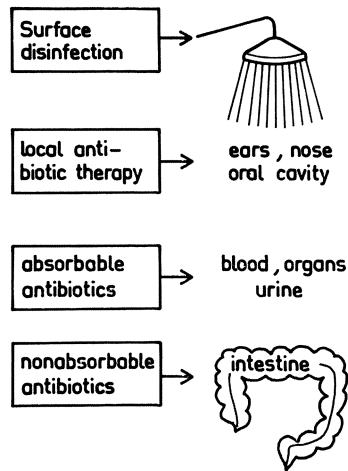 Surface
disinfection
local anti-
biotic therapy
ears, nose
oral cavity
absorbable
antibiotics
blood, organs
urine
nonabsorbable
antibiotics
intestine